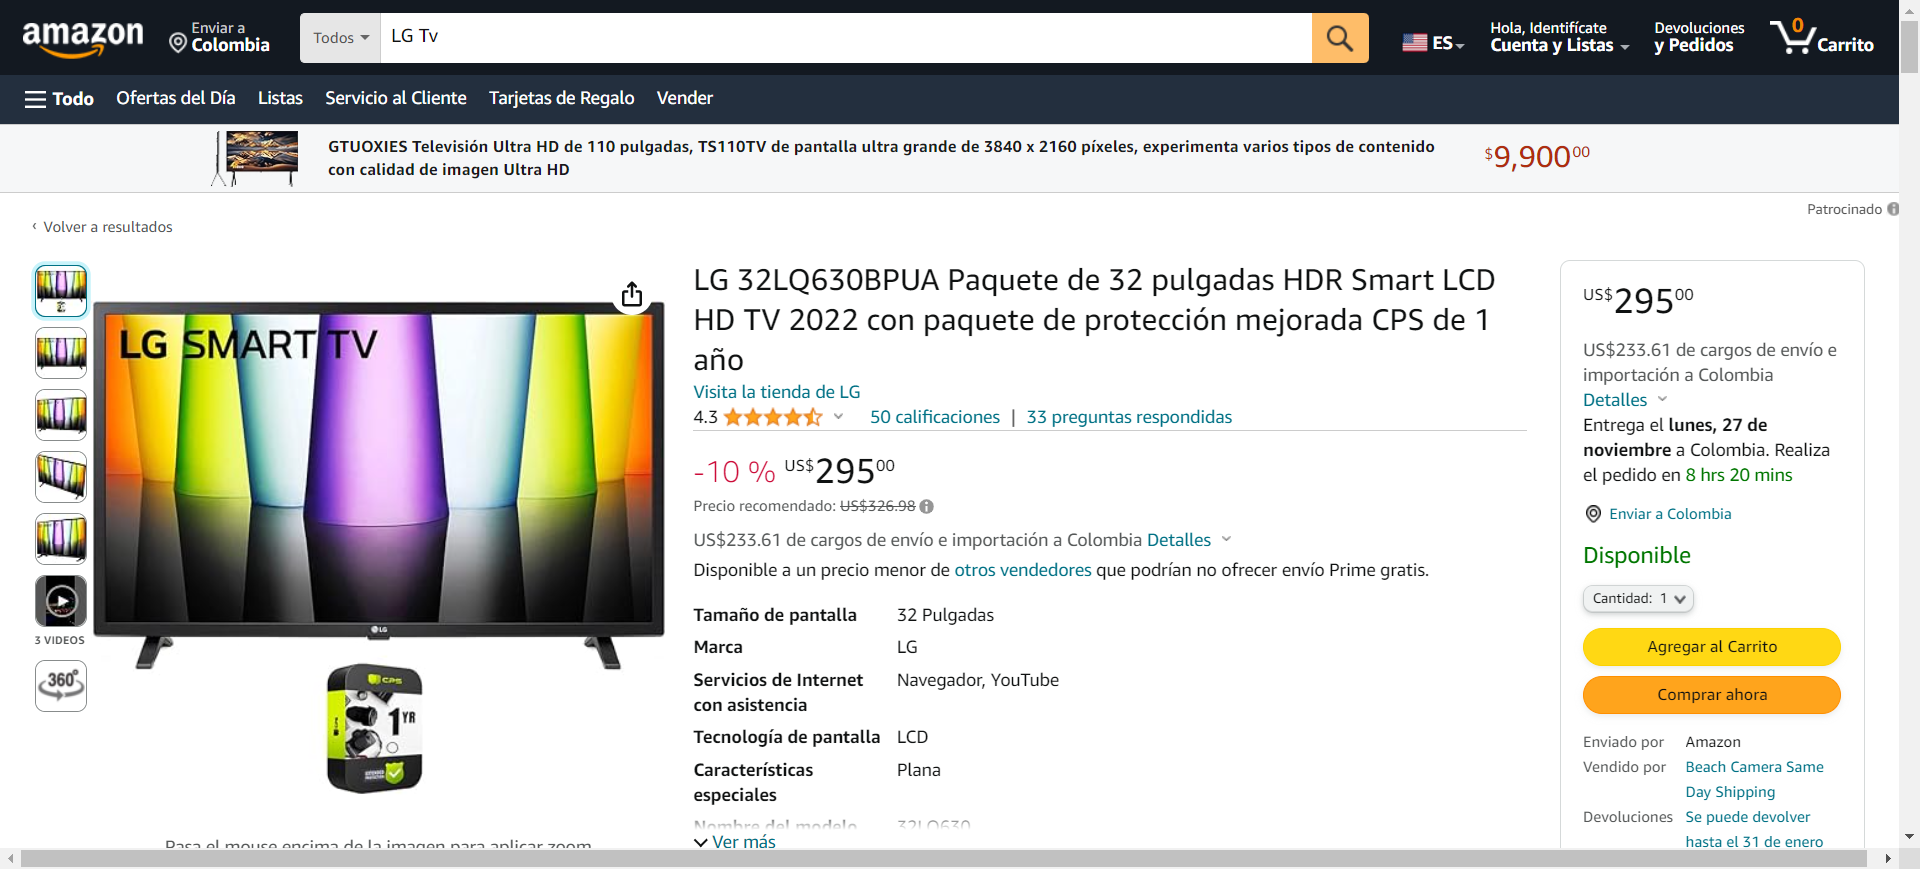 amazon
Enviar a
Colombia
Todos
LG Tv
ES
Hola, Identifícate
Cuenta y Listas
Devoluciones
y Pedidos
0
Carrito
Todo
Ofertas del Día
Listas
Servicio al Cliente
Tarjetas de Regalo
Vender
GTUOXIES Televisión Ultra HD de 110 pulgadas, TS110TV de pantalla ultra grande de 3840 x 2160 píxeles, experimenta varios tipos de contenido
con calidad de imagen Ultra HD
$9,90000
Patrocinado
‹ Volver a resultados
LG SMART TV
LG
CPS
1 YR
3 VIDEOS
360°
Pasa el mouse encima de la imagen para aplicar zoom
LG 32LQ630BPUA Paquete de 32 pulgadas HDR Smart LCD
HD TV 2022 con paquete de protección mejorada CPS de 1
año
Visita la tienda de LG
4.3
50 calificaciones | 33 preguntas respondidas
-10 % US$29500
Precio recomendado: US$326.98
US$233.61 de cargos de envío e importación a Colombia Detalles
Disponible a un precio menor de otros vendedores que podrían no ofrecer envío Prime gratis.
Tamaño de pantalla 32 Pulgadas
Marca LG
Servicios de Internet Navegador, YouTube
con asistencia
Tecnología de pantalla LCD
Características Plana
especiales
Nombre del modelo 32LQ630
Ver más
US$29500
US$233.61 de cargos de envío e
importación a Colombia
Detalles
Entrega el lunes, 27 de
noviembre a Colombia. Realiza
el pedido en 8 hrs 20 mins
Enviar a Colombia
Disponible
Cantidad: 1
Agregar al Carrito
Comprar ahora
Enviado por Amazon
Vendido por Beach Camera Same
Day Shipping
Devoluciones Se puede devolver
hasta el 31 de enero